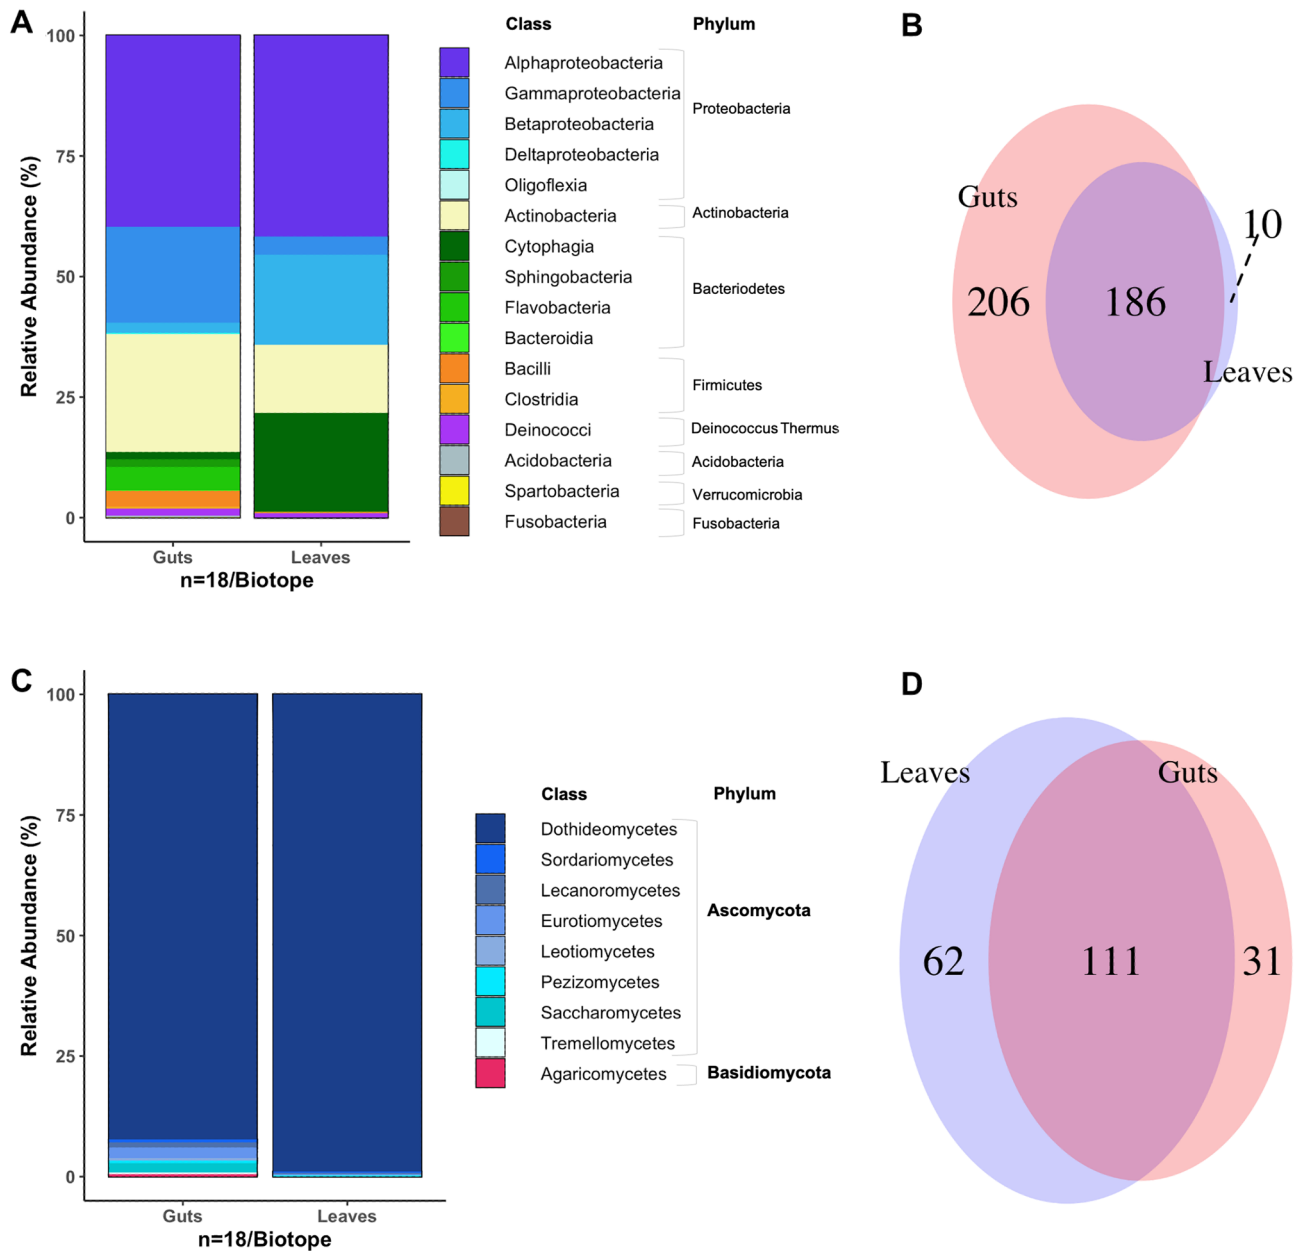 A
Class Phylum
100
75
50
25
0
Relative Abundance (%)
Guts Leaves
n=18/Biotope
Alphaproteobacteria
Gammaproteobacteria
Betaproteobacteria
Deltaproteobacteria
Oligoflexia
Actinobacteria
Cytophagia
Sphingobacteria
Flavobacteria
Bacteroidia
Bacilli
Clostridia
Deinococci
Acidobacteria
Spartobacteria
Fusobacteria
Proteobacteria
Actinobacteria
Bacteriodetes
Firmicutes
Deinococcus Thermus
Acidobacteria
Verrucomicrobia
Fusobacteria
B
Guts
10
206 186
Leaves
C
100
75
50
25
0
Relative Abundance (%)
Guts Leaves
n=18/Biotope
Class Phylum
Dothideomycetes
Sordariomycetes
Lecanoromycetes
Eurotiomycetes
Leotiomycetes
Pezizomycetes
Saccharomycetes
Tremellomycetes
Agaricomycetes
Ascomycota
Basidiomycota
D
Leaves Guts
62 111 31